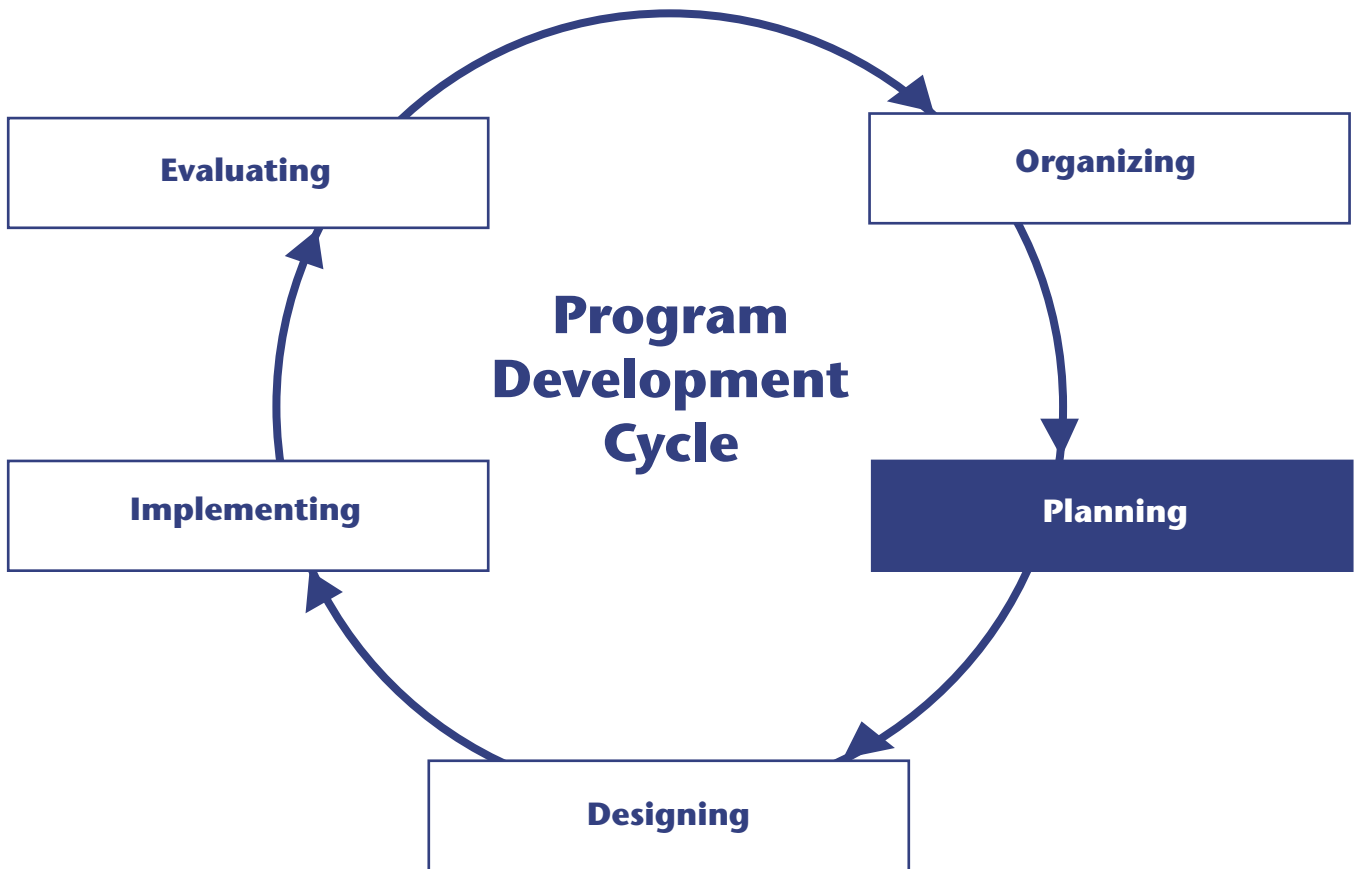 Evaluating
Organizing
Program
Development
Cycle
Implementing
Planning
Designing